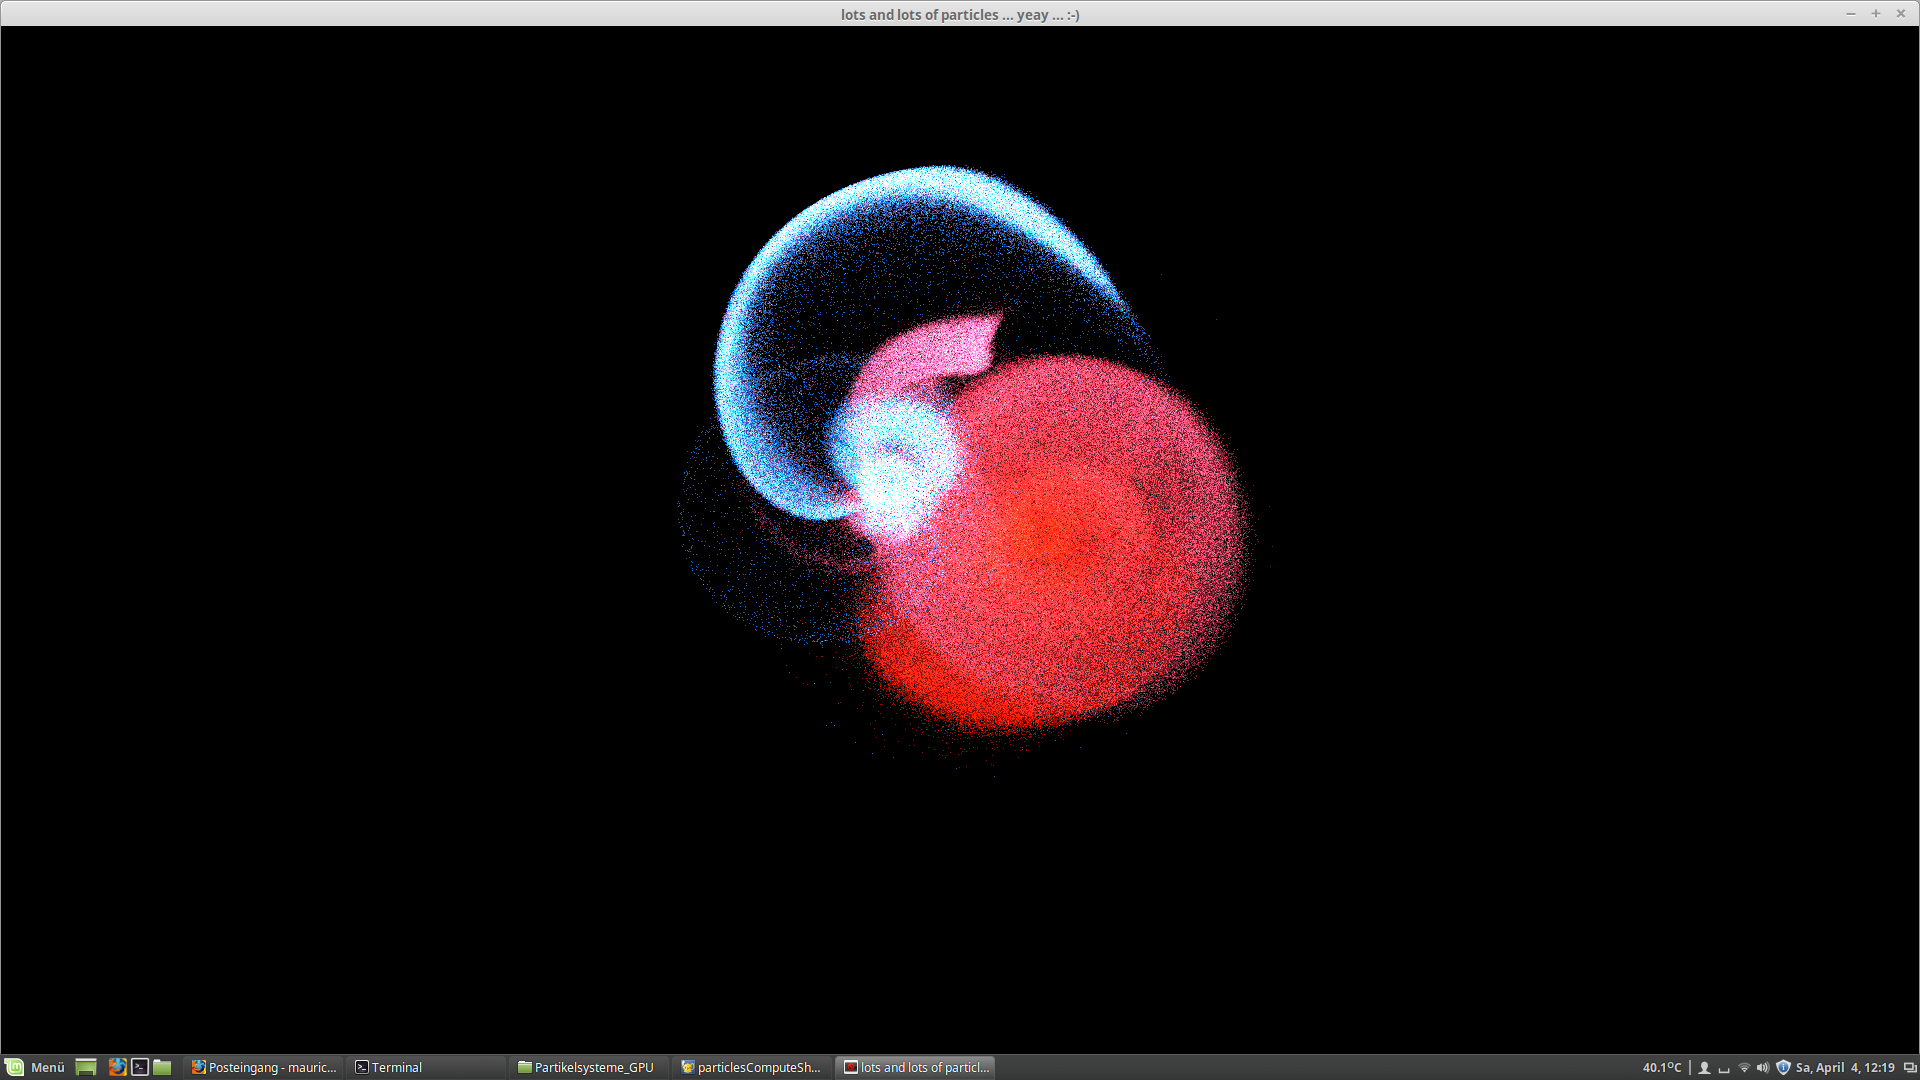 lots and lots of particles ... yeay ... :-)
Menü
Posteingang - mauric...
Terminal
Partikelsysteme_GPU
particlesComputeSh...
lots and lots of particl...
40.1°C
Sa, April  4, 12:19